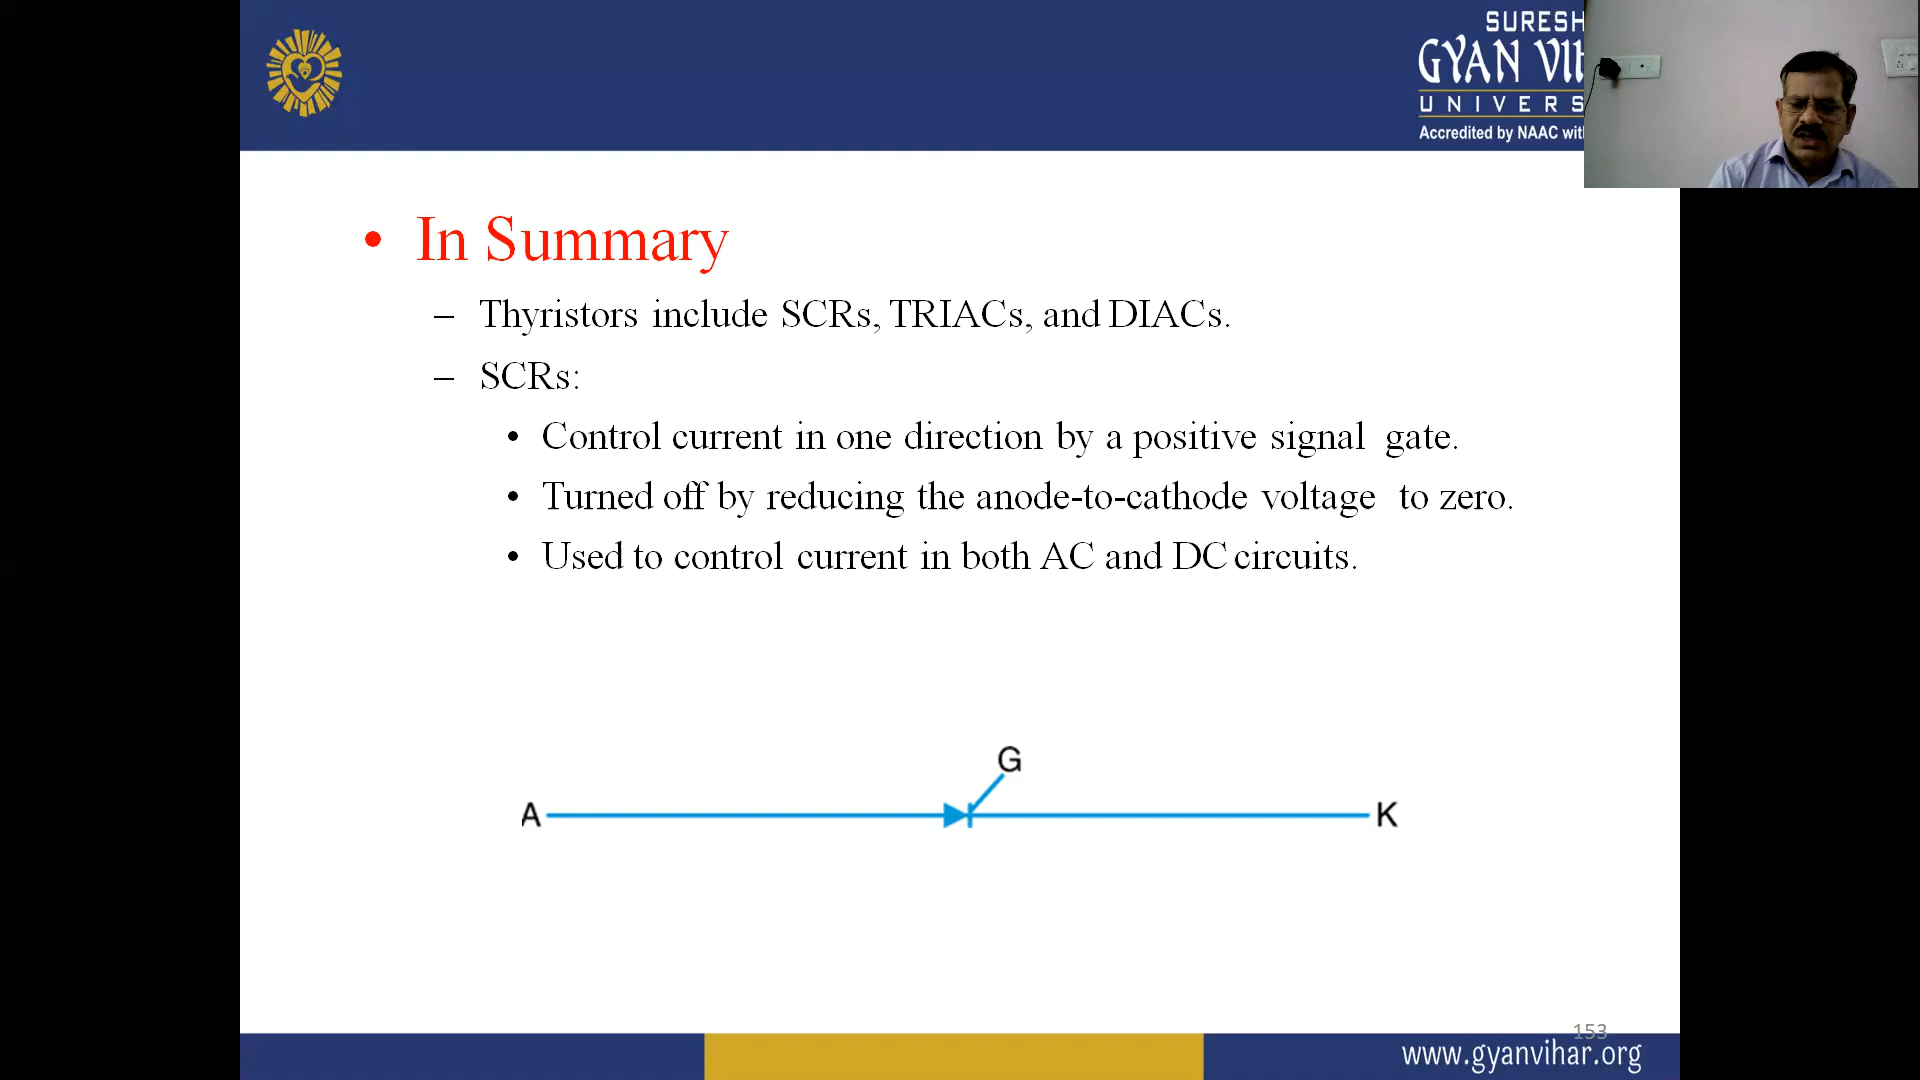 SURESH
GYAN
UNIVERS
Accredited by NAAC
• In Summary
– Thyristors include SCRs, TRIACs, and DIACs.
– SCRs:
• Control current in one direction by a positive signal gate.
• Turned off by reducing the anode-to-cathode voltage to zero.
• Used to control current in both AC and DC circuits.
G
A
K
153
www.gyanvihar.org